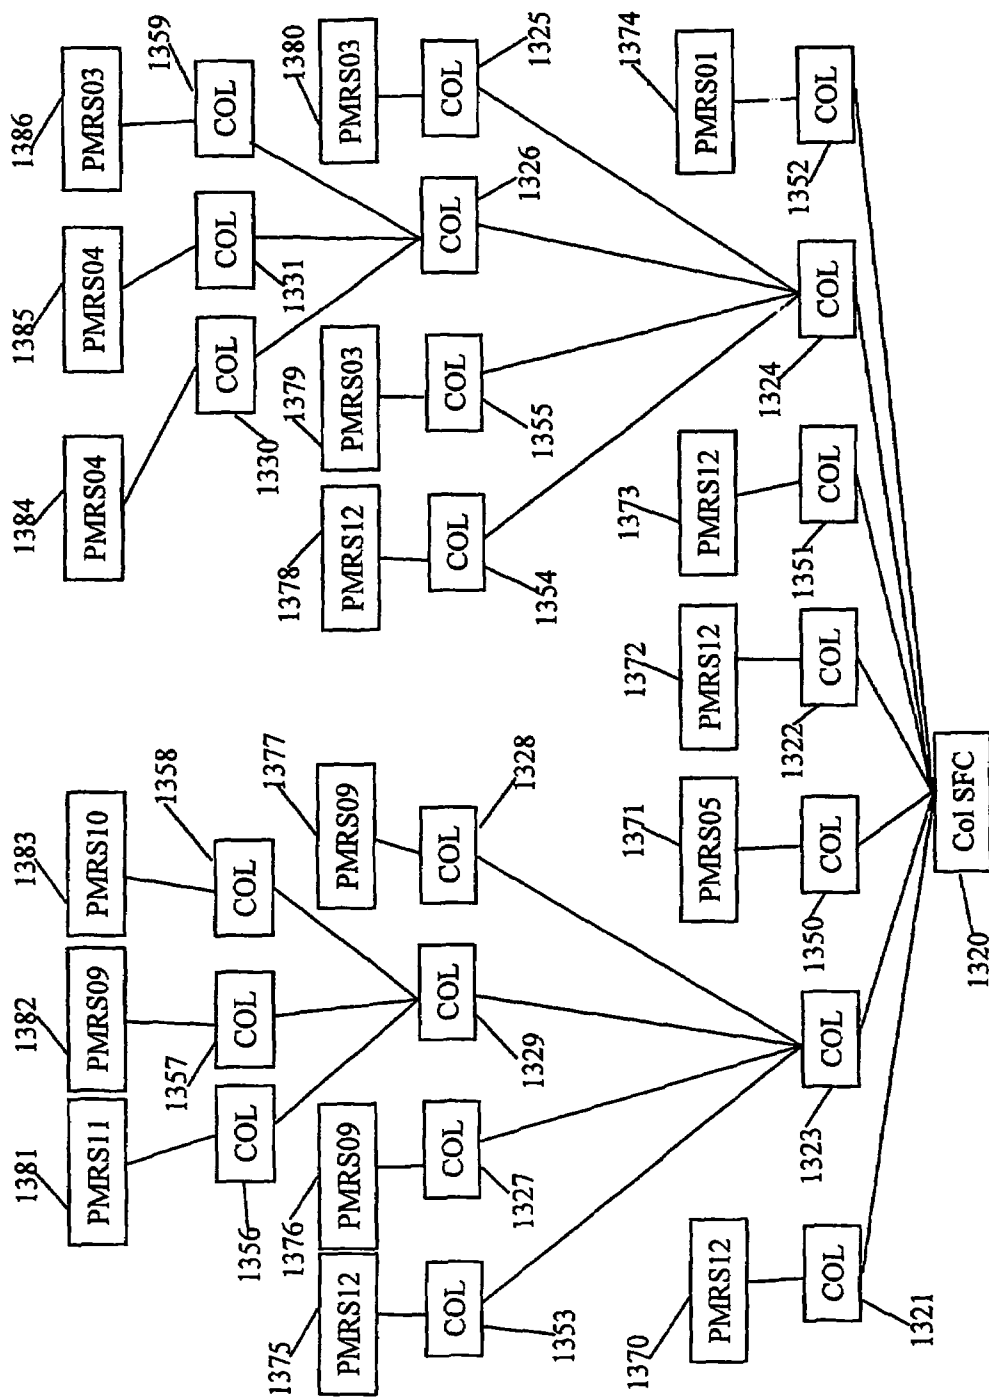 1381
1382
1383
1384
1385
1386
PMRS11
PMRS09
PMRS10
PMRS04
PMRS04
PMRS03
1357
1358
1359
COL
COL
COL
COL
COL
COL
1356
1330
1331
1375
1376
1377
1378
1379
1380
PMRS12
PMRS09
PMRS09
PMRS12
PMRS03
PMRS03
COL
COL
COL
COL
COL
COL
COL
COL
1353
1327
1329
1328
1354
1355
1326
1325
1370
1371
1372
1373
1374
PMRS12
PMRS05
PMRS12
PMRS12
PMRS01
COL
COL
COL
COL
COL
COL
COL
1321
1323
1350
1322
1351
1324
1352
Col SFC
1320